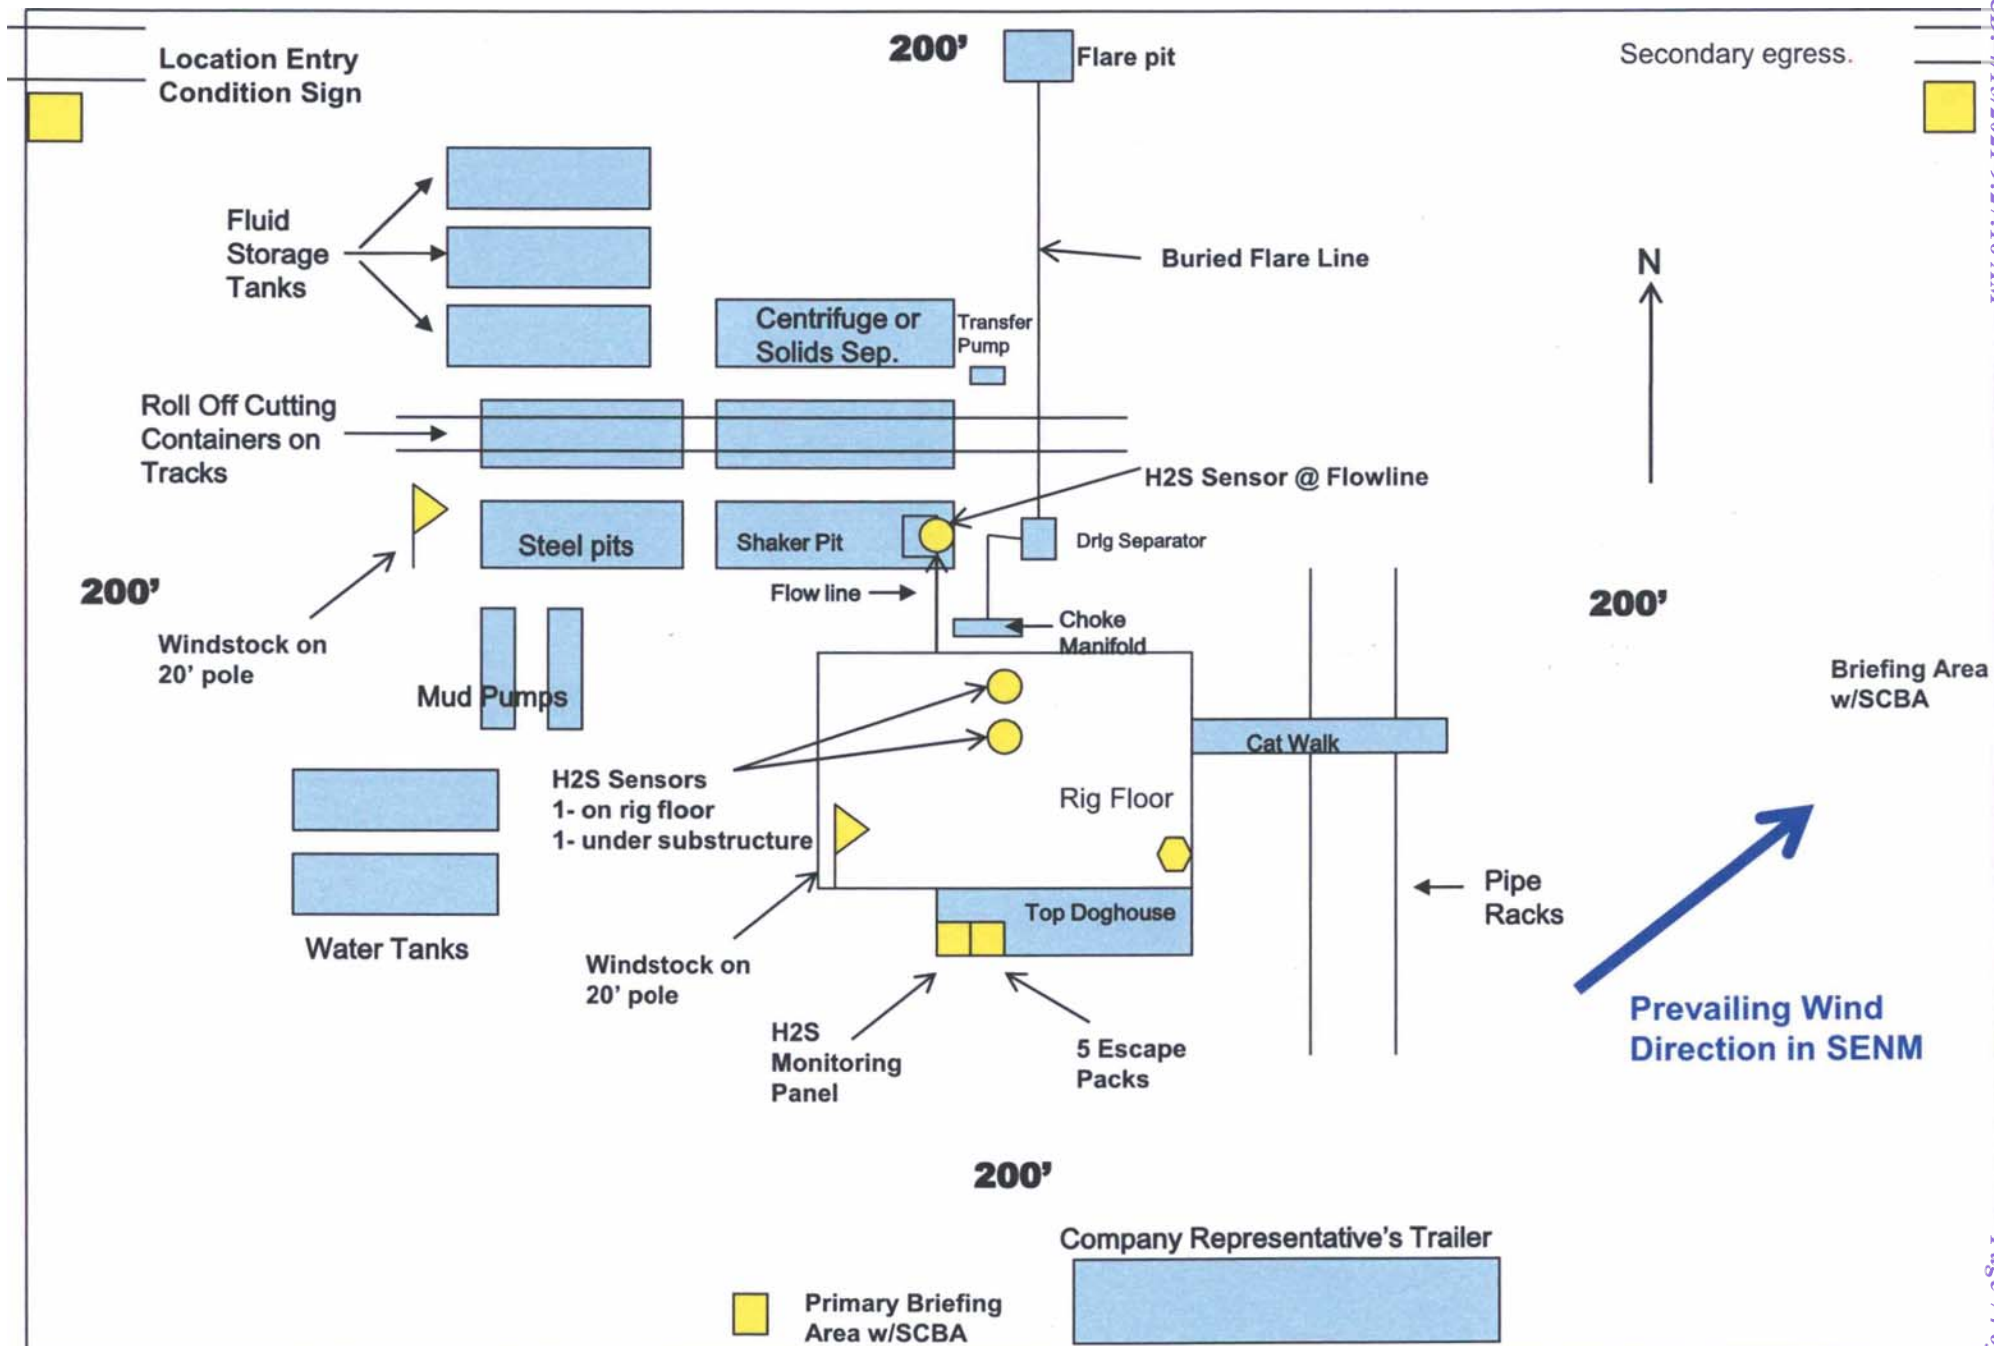 200'
Flare pit
Location Entry
Condition Sign
Secondary egress.
Fluid
Storage
Tanks
Buried Flare Line
N
Centrifuge or
Solids Sep.
Transfer
Pump
Roll Off Cutting
Containers on
Tracks
H2S Sensor @ Flowline
Steel pits
Shaker Pit
Drlg Separator
200'
Flow line
200'
Choke
Manifold
Windstock on
20' pole
Mud Pumps
Briefing Area
w/SCBA
Cat Walk
H2S Sensors
1- on rig floor
1- under substructure
Rig Floor
Pipe
Racks
Top Doghouse
Water Tanks
Windstock on
20' pole
H2S
Monitoring
Panel
5 Escape
Packs
Prevailing Wind
Direction in SENM
200'
Company Representative's Trailer
Primary Briefing
Area w/SCBA